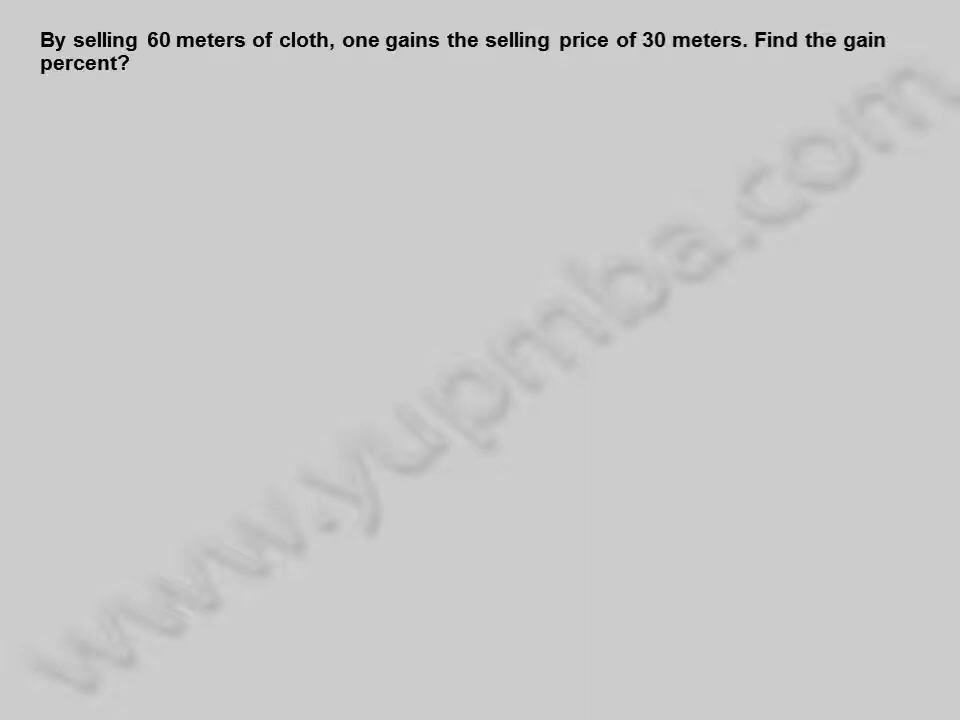 By selling 60 meters of cloth, one gains the selling price of 30 meters. Find the gain
percent?
www.yupmba.com